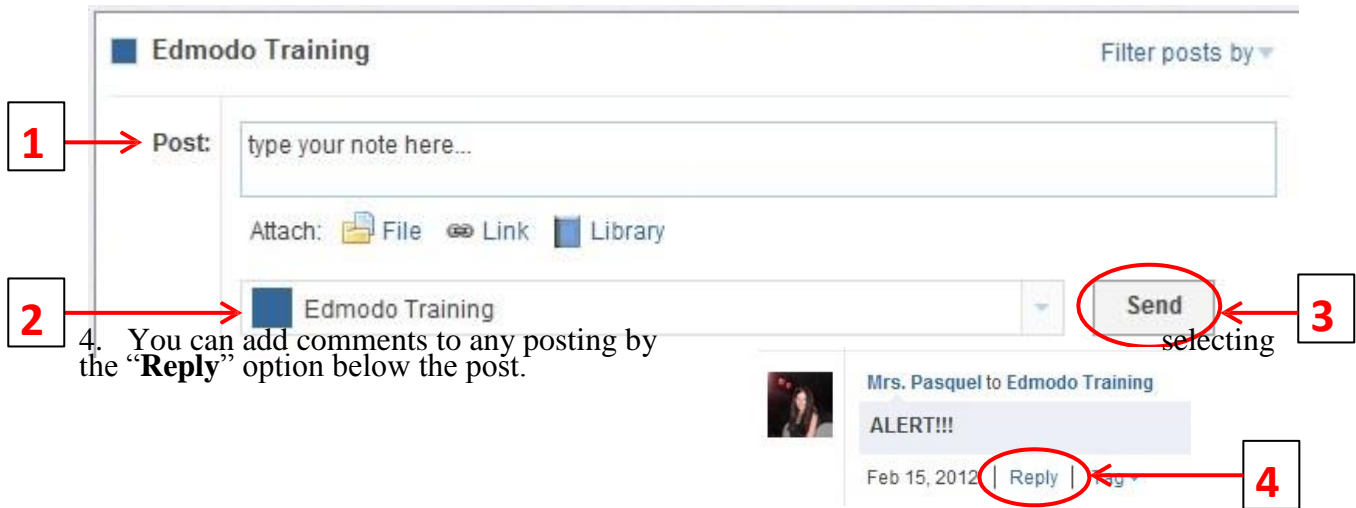 Edmodo Training Filter posts by
1 Post: type your note here...
Attach: File Link Library
2 Edmodo Training Send 3
4. You can add comments to any posting by selecting
the “Reply” option below the post.
Mrs. Pasquel to Edmodo Training
ALERT!!!
Feb 15, 2012 | Reply | Tag 4